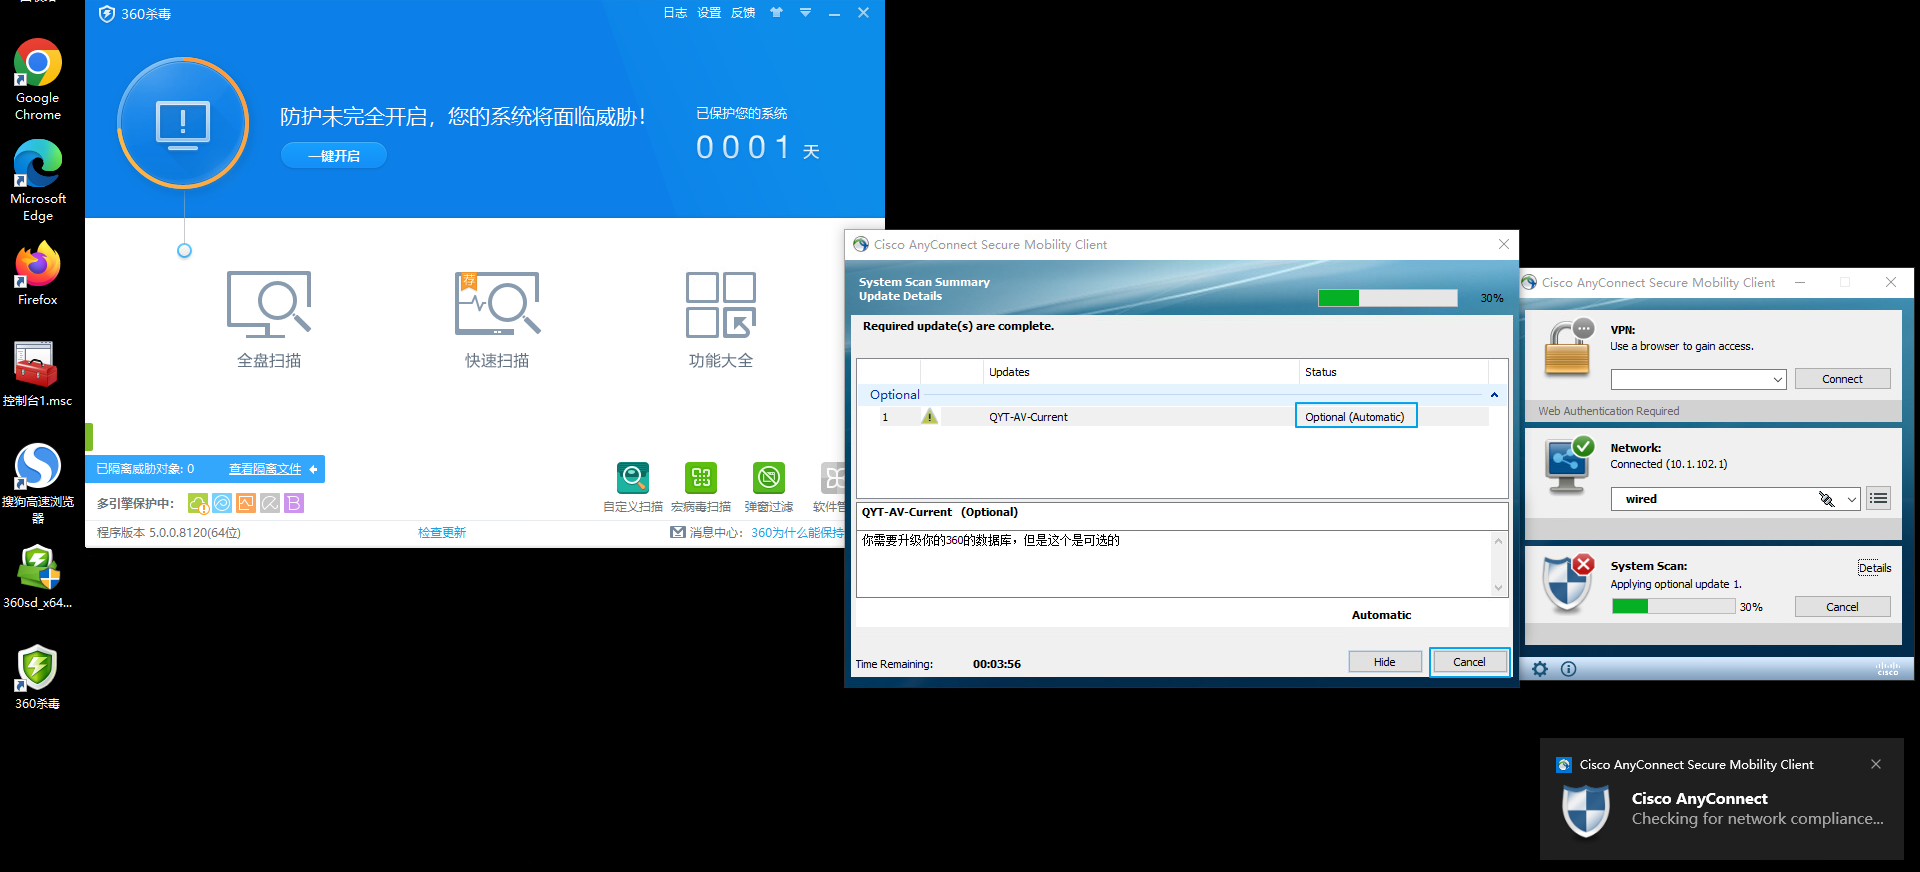 Google
Chrome
Microsoft
Edge
Firefox
控制台1.msc
搜狗高速浏览
器
360sd_x64...
360杀毒
360杀毒
日志 设置 反馈
防护未完全开启，您的系统将面临威胁！
一键开启
已保护您的系统
0001 天
全盘扫描
荐
快速扫描
功能大全
已隔离威胁对象: 0 查看隔离文件
多引擎保护中:
自定义扫描 宏病毒扫描 弹窗过滤 软件管
程序版本 5.0.0.8120(64位) 检查更新 消息中心: 360为什么能保持
Cisco AnyConnect Secure Mobility Client
System Scan Summary
Update Details
30%
Required update(s) are complete.
Updates Status
Optional
1 QYT-AV-Current Optional (Automatic)
QYT-AV-Current (Optional)
你需要升级你的360的数据库，但是这个是可选的
Automatic
Time Remaining: 00:03:56 Hide Cancel
Cisco AnyConnect Secure Mobility Client
VPN:
Use a browser to gain access.
Connect
Web Authentication Required
Network:
Connected (10.1.102.1)
wired
System Scan:
Details
Applying optional update 1.
30% Cancel
cisco
Cisco AnyConnect Secure Mobility Client
Cisco AnyConnect
Checking for network compliance...